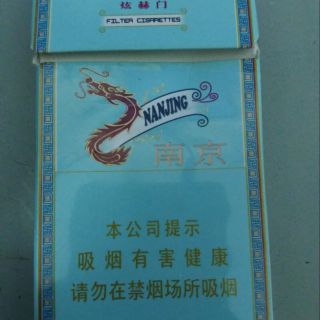 炫赫门
FILTER CIGARETTES
NANJING
南京
本公司提示
吸烟有害健康
请勿在禁烟场所吸烟